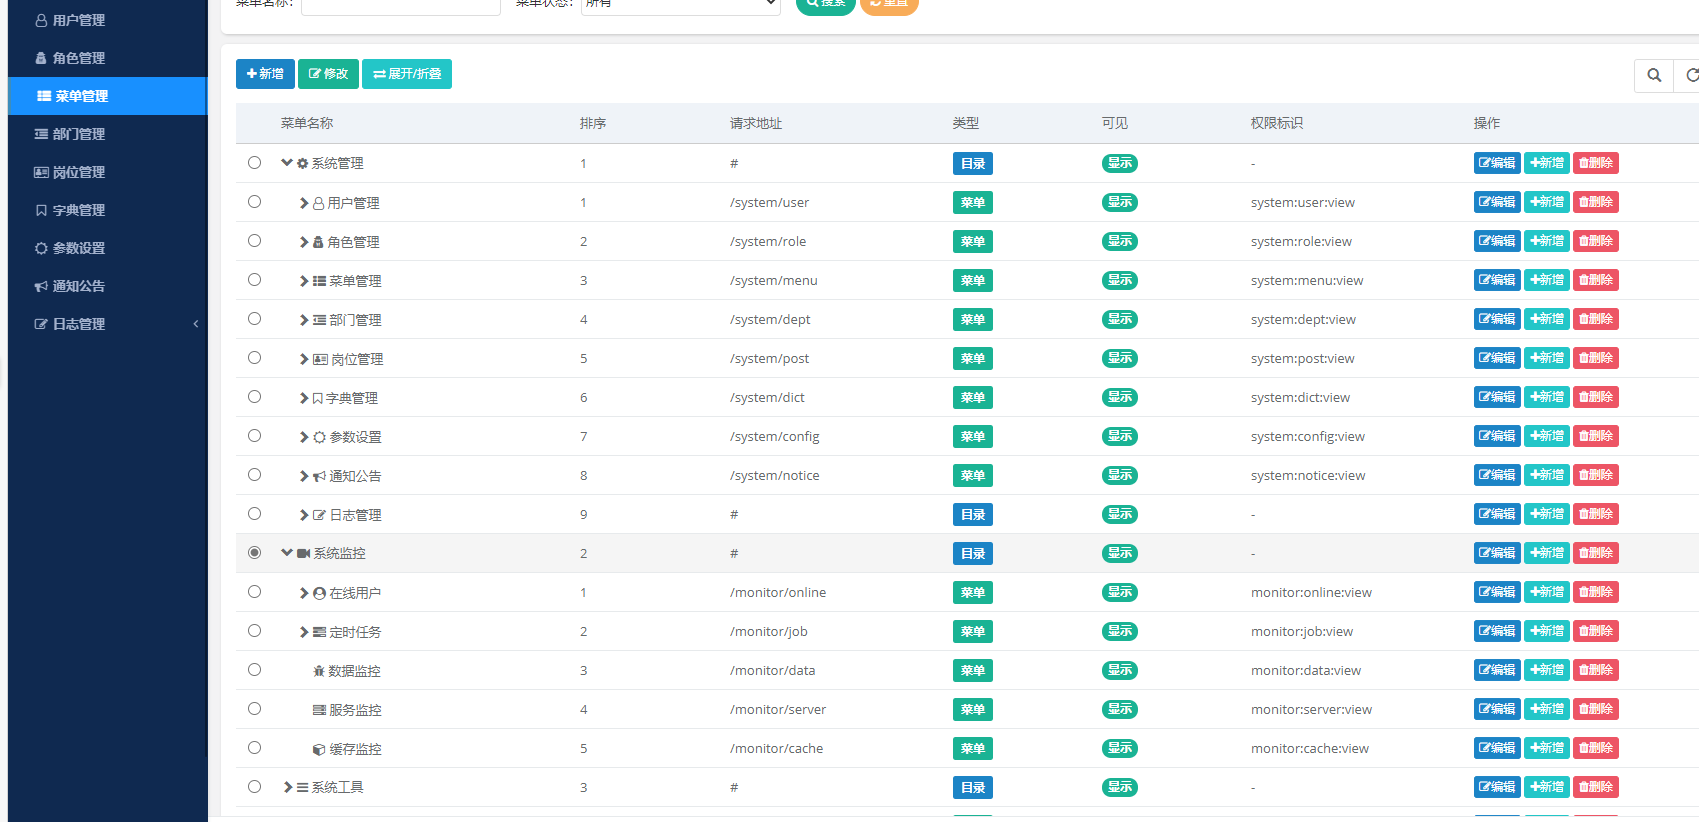 用户管理
角色管理
菜单管理
部门管理
岗位管理
字典管理
参数设置
通知公告
日志管理
菜单名称： 菜单状态： 所有 搜索 重置
新增 修改 展开/折叠
菜单名称 排序 请求地址 类型 可见 权限标识 操作
系统管理 1 # 目录 显示 - 编辑 新增 删除
用户管理 1 /system/user 菜单 显示 system:user:view 编辑 新增 删除
角色管理 2 /system/role 菜单 显示 system:role:view 编辑 新增 删除
菜单管理 3 /system/menu 菜单 显示 system:menu:view 编辑 新增 删除
部门管理 4 /system/dept 菜单 显示 system:dept:view 编辑 新增 删除
岗位管理 5 /system/post 菜单 显示 system:post:view 编辑 新增 删除
字典管理 6 /system/dict 菜单 显示 system:dict:view 编辑 新增 删除
参数设置 7 /system/config 菜单 显示 system:config:view 编辑 新增 删除
通知公告 8 /system/notice 菜单 显示 system:notice:view 编辑 新增 删除
日志管理 9 # 目录 显示 - 编辑 新增 删除
系统监控 2 # 目录 显示 - 编辑 新增 删除
在线用户 1 /monitor/online 菜单 显示 monitor:online:view 编辑 新增 删除
定时任务 2 /monitor/job 菜单 显示 monitor:job:view 编辑 新增 删除
数据监控 3 /monitor/data 菜单 显示 monitor:data:view 编辑 新增 删除
服务监控 4 /monitor/server 菜单 显示 monitor:server:view 编辑 新增 删除
缓存监控 5 /monitor/cache 菜单 显示 monitor:cache:view 编辑 新增 删除
系统工具 3 # 目录 显示 - 编辑 新增 删除